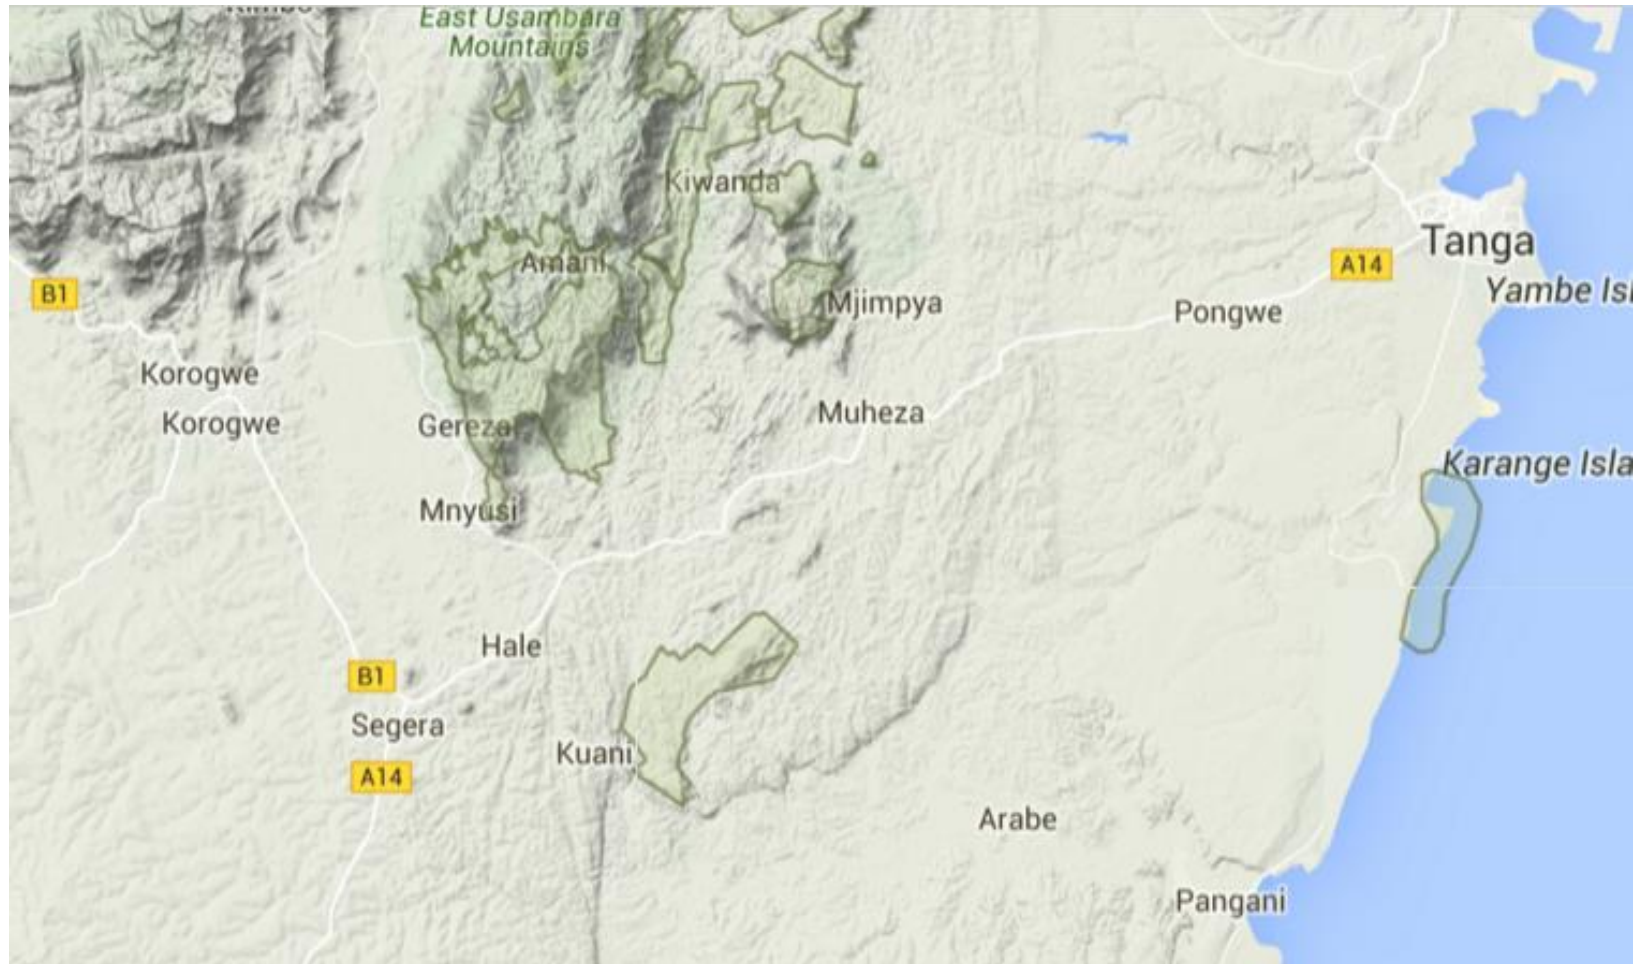 East Usambara
Mountains
Kiwanda
Tanga
Amani
A14
B1
Yambe Isl
Mjimpya
Pongwe
Korogwe
Muheza
Korogwe
Gereza
Karange Isla
Mnyusi
Hale
B1
Segera
Kuani
A14
Arabe
Pangani